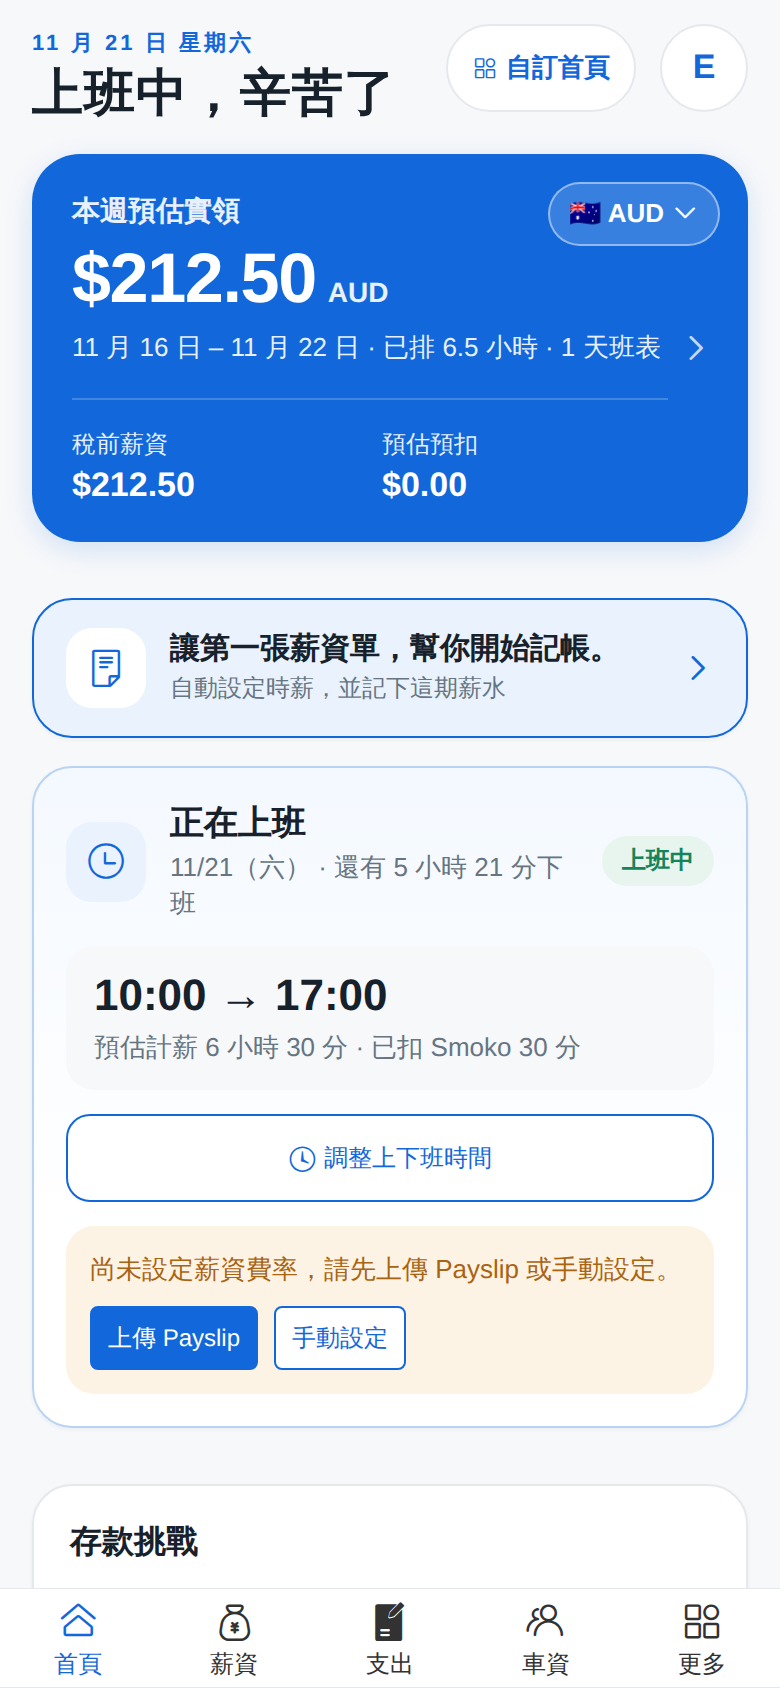 11 月 21 日 星期六
上班中，辛苦了
自訂首頁
E
本週預估實領
AUD
$212.50 AUD
11 月 16 日 – 11 月 22 日 · 已排 6.5 小時 · 1 天班表
稅前薪資
預估預扣
$212.50
$0.00
讓第一張薪資單，幫你開始記帳。
自動設定時薪，並記下這期薪水
正在上班
11/21（六） · 還有 5 小時 21 分下
班
上班中
10:00 → 17:00
預估計薪 6 小時 30 分 · 已扣 Smoko 30 分
調整上下班時間
尚未設定薪資費率，請先上傳 Payslip 或手動設定。
上傳 Payslip
手動設定
存款挑戰
首頁
薪資
支出
車資
更多